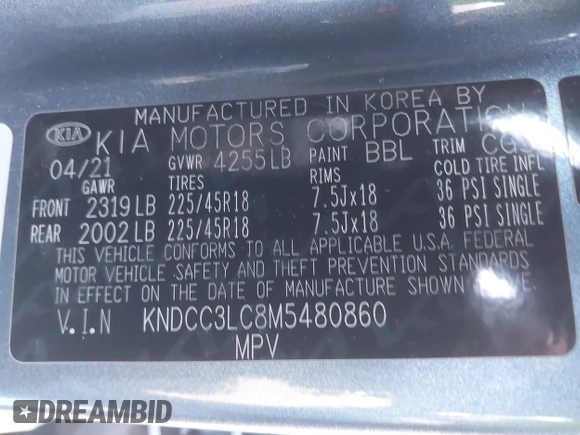 MANUFACTURED IN KOREA BY
KIA KIA MOTORS CORPORATION
04/21 GVWR 4255LB PAINT BBL TRIM CGS
GAWR TIRES RIMS COLD TIRE INFL
FRONT 2319LB 225/45R18 7.5Jx18 36 PSI SINGLE
REAR 2002LB 225/45R18 7.5Jx18 36 PSI SINGLE
THIS VEHICLE CONFORMS TO ALL APPLICABLE U.S.A. FEDERAL
MOTOR VEHICLE SAFETY AND THEFT PREVENTION STANDARDS
IN EFFECT ON THE DATE OF MANUFACTURE SHOWN ABOVE.
V.I.N KNDCC3LC8M5480860
MPV
DREAMBID